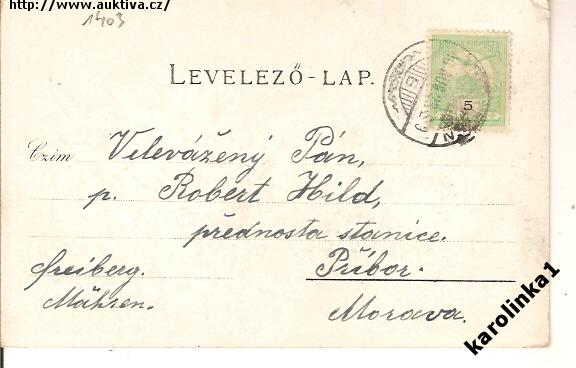 http://www.auktiva.cz/
1403
LEVELEZŐ-LAP.
5
Czim Velevážený Pán,
p. Robert Hild,
přednosta stanice.
Freiberg. Příbor.
Mähren. Morava.
karolinka1